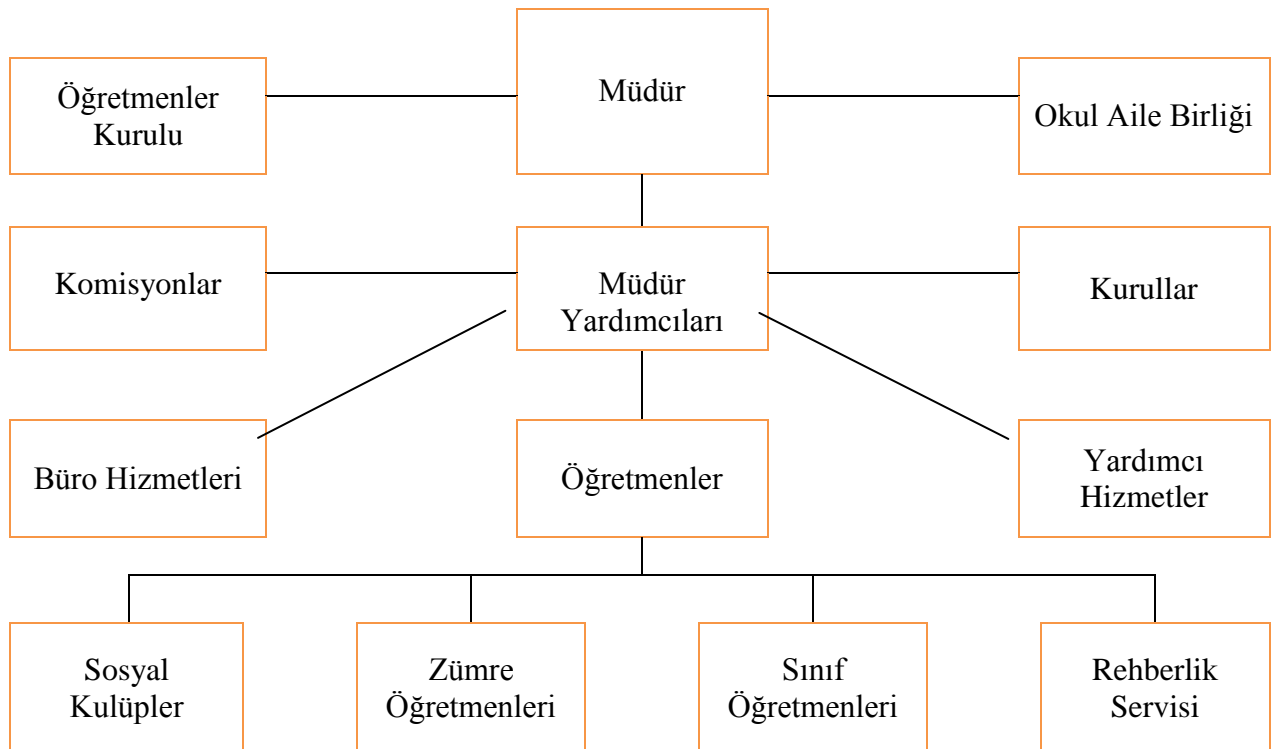 Öğretmenler
Kurulu
Müdür
Okul Aile Birliği
Komisyonlar
Müdür
Yardımcıları
Kurullar
Büro Hizmetleri
Öğretmenler
Yardımcı
Hizmetler
Sosyal
Kulüpler
Zümre
Öğretmenleri
Sınıf
Öğretmenleri
Rehberlik
Servisi